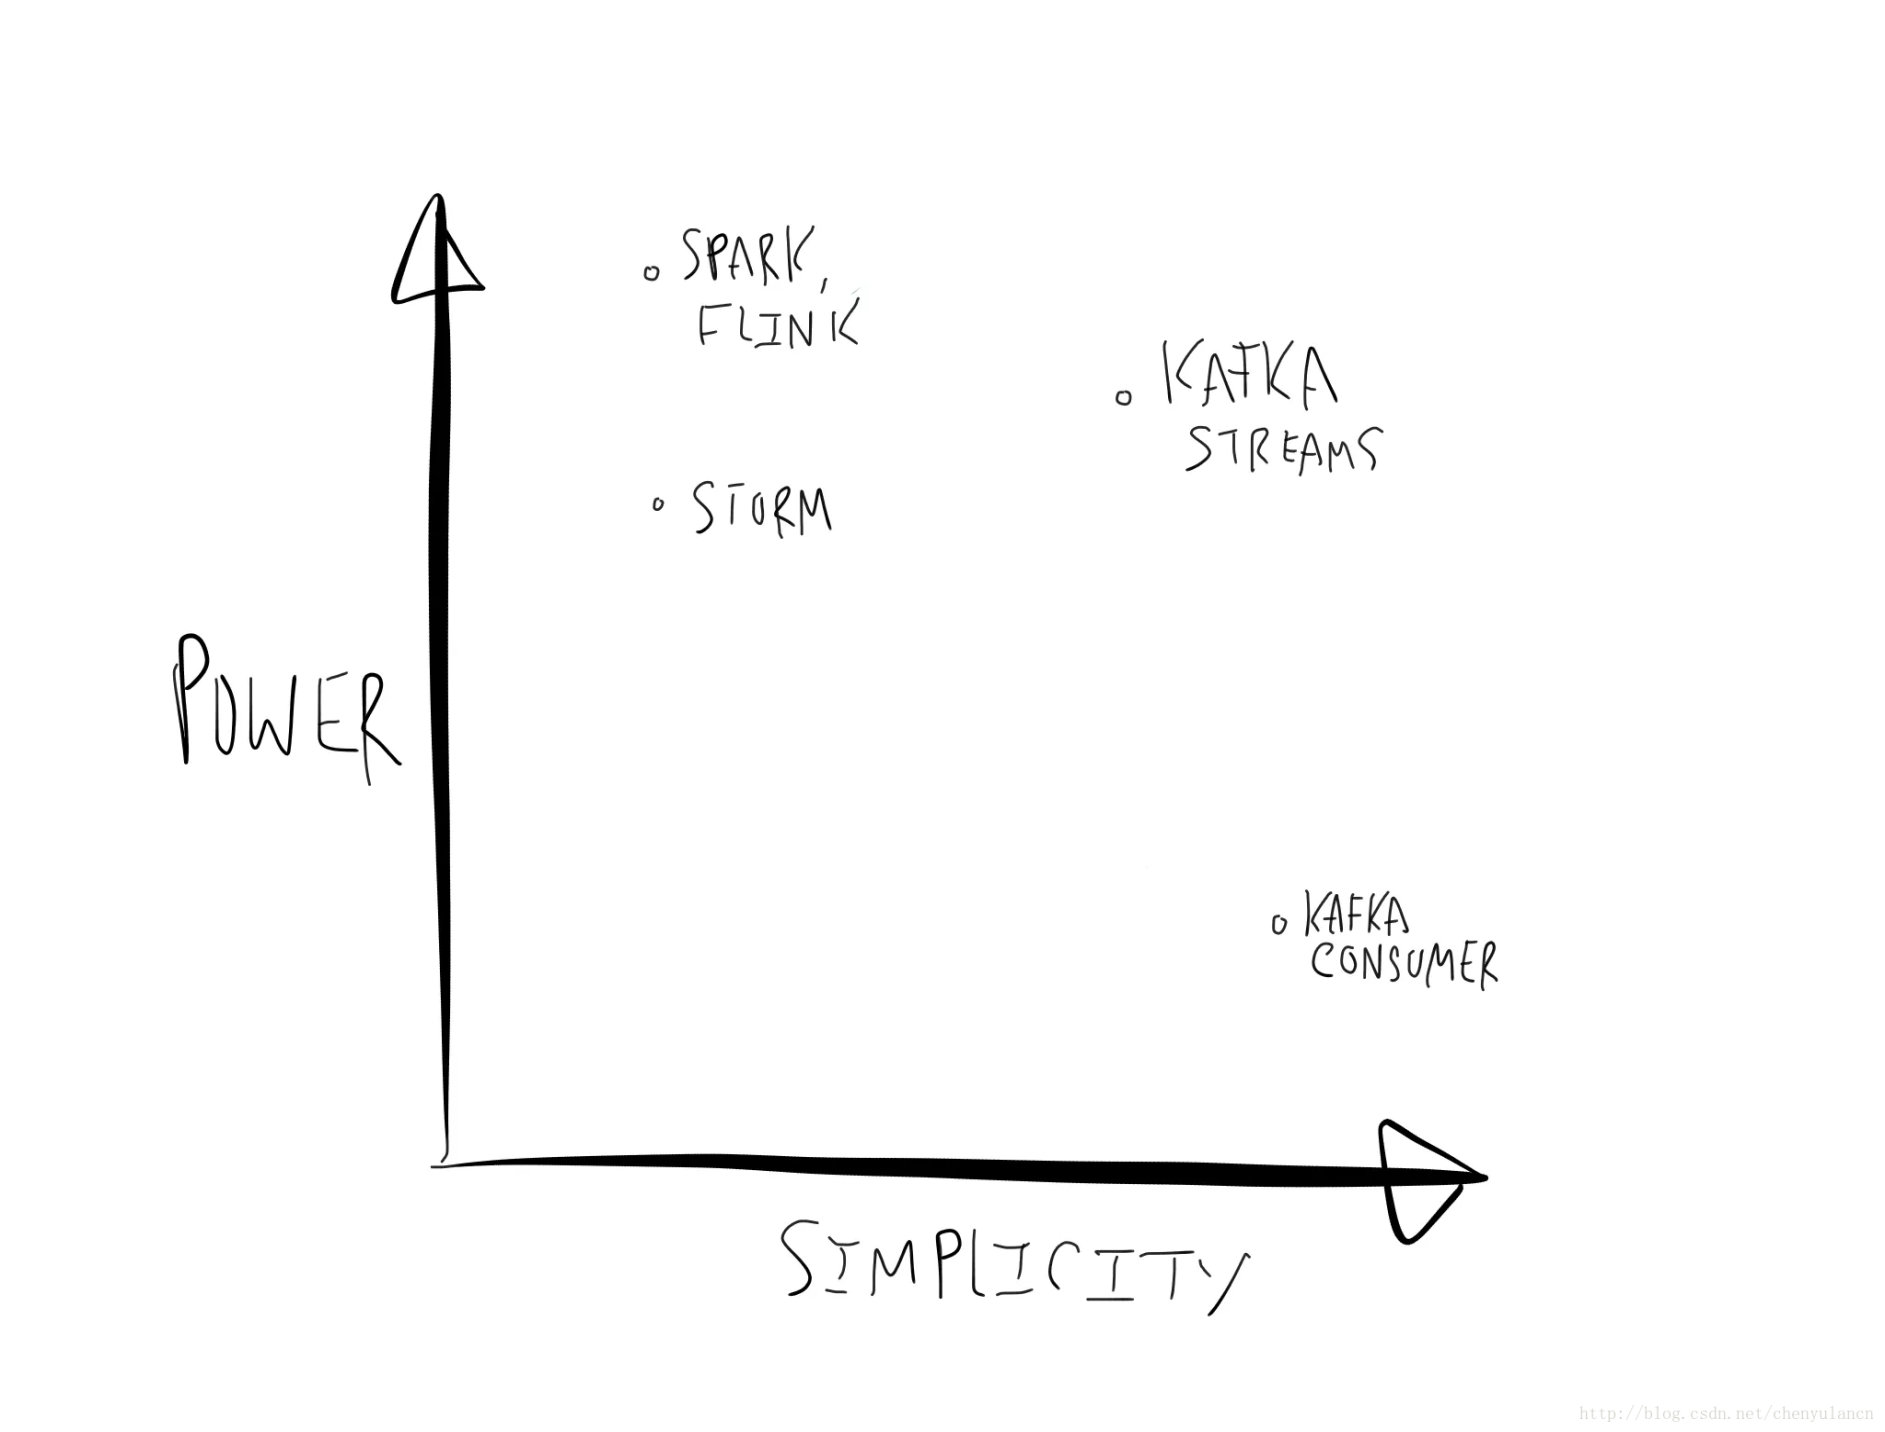 SPARK,
FLINK
KAFKA
STREAMS
STORM
POWER
KAFKA
CONSUMER
SIMPLICITY
http://blog.csdn.net/chenyulancn